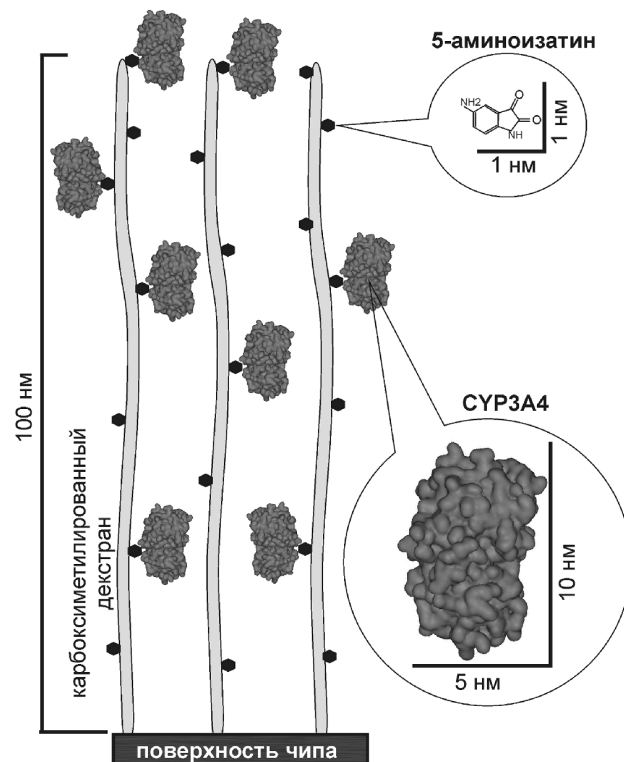 5-аминоизатин
NH2
O
O
NH
1 нм
1 нм
100 нм
карбоксиметилированный
декстран
CYP3A4
10 нм
5 нм
поверхность чипа